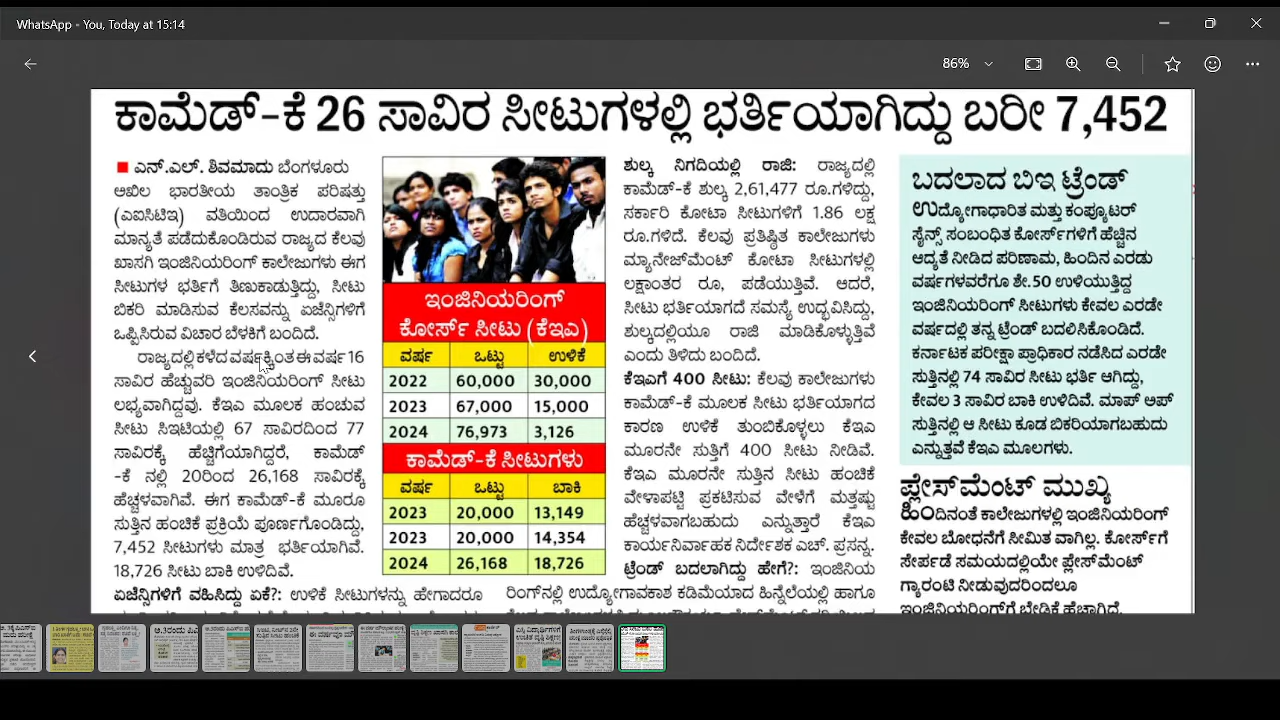 WhatsApp - You, Today at 15:14
86%
ಕಾಮೆಡ್-ಕೆ 26 ಸಾವಿರ ಸೀಟುಗಳಲ್ಲಿ ಭರ್ತಿಯಾಗಿದ್ದು ಬರೀ 7,452
ಎನ್.ಎಲ್. ಶಿವಮಾದು ಬೆಂಗಳೂರು
ಅಖಿಲ ಭಾರತೀಯ ತಾಂತ್ರಿಕ ಪರಿಷತ್ತು
(ಎಐಸಿಟಿಇ) ವತಿಯಿಂದ ಉದಾರವಾಗಿ
ಮಾನ್ಯತೆ ಪಡೆದುಕೊಂಡಿರುವ ರಾಜ್ಯದ ಕೆಲವು
ಖಾಸಗಿ ಇಂಜಿನಿಯರಿಂಗ್ ಕಾಲೇಜುಗಳು ಈಗ
ಸೀಟುಗಳ ಭರ್ತಿಗೆ ತಿಣುಕಾಡುತ್ತಿದ್ದು, ಸೀಟು
ಬಿಕರಿ ಮಾಡಿಸುವ ಕೆಲಸವನ್ನು ಏಜೆನ್ಸಿಗಳಿಗೆ
ಒಪ್ಪಿಸಿರುವ ವಿಚಾರ ಬೆಳಕಿಗೆ ಬಂದಿದೆ.
ರಾಜ್ಯದಲ್ಲಿ ಕಳೆದ ವರ್ಷಕ್ಕಿಂತ ಈ ವರ್ಷ 16
ಸಾವಿರ ಹೆಚ್ಚುವರಿ ಇಂಜಿನಿಯರಿಂಗ್ ಸೀಟು
ಲಭ್ಯವಾಗಿದ್ದವು. ಕೆಇಎ ಮೂಲಕ ಹಂಚುವ
ಸೀಟು ಸಿಇಟಿಯಲ್ಲಿ 67 ಸಾವಿರದಿಂದ 77
ಸಾವಿರಕ್ಕೆ ಹೆಚ್ಚಿಗೆಯಾಗಿದ್ದರೆ, ಕಾಮೆಡ್
-ಕೆ ನಲ್ಲಿ 20ರಿಂದ 26,168 ಸಾವಿರಕ್ಕೆ
ಹೆಚ್ಚಳವಾಗಿವೆ. ಈಗ ಕಾಮೆಡ್-ಕೆ ಮೂರೂ
ಸುತ್ತಿನ ಹಂಚಿಕೆ ಪ್ರಕ್ರಿಯೆ ಪೂರ್ಣಗೊಂಡಿದ್ದು,
7,452 ಸೀಟುಗಳು ಮಾತ್ರ ಭರ್ತಿಯಾಗಿವೆ.
18,726 ಸೀಟು ಬಾಕಿ ಉಳಿದಿವೆ.
ಏಜೆನ್ಸಿಗಳಿಗೆ ವಹಿಸಿದ್ದು ಏಕೆ?: ಉಳಿಕೆ ಸೀಟುಗಳನ್ನು ಹೇಗಾದರೂ
ಇಂಜಿನಿಯರಿಂಗ್
ಕೋರ್ಸ್ ಸೀಟು (ಕೆಇಎ)
ವರ್ಷ ಒಟ್ಟು ಉಳಿಕೆ
2022 60,000 30,000
2023 67,000 15,000
2024 76,973 3,126
ಕಾಮೆಡ್-ಕೆ ಸೀಟುಗಳು
ವರ್ಷ ಒಟ್ಟು ಬಾಕಿ
2023 20,000 13,149
2023 20,000 14,354
2024 26,168 18,726
ಶುಲ್ಕ ನಿಗದಿಯಲ್ಲಿ ರಾಜಿ: ರಾಜ್ಯದಲ್ಲಿ
ಕಾಮೆಡ್-ಕೆ ಶುಲ್ಕ 2,61,477 ರೂ.ಗಳಿದ್ದು,
ಸರ್ಕಾರಿ ಕೋಟಾ ಸೀಟುಗಳಿಗೆ 1.86 ಲಕ್ಷ
ರೂ.ಗಳಿದೆ. ಕೆಲವು ಪ್ರತಿಷ್ಠಿತ ಕಾಲೇಜುಗಳು
ಮ್ಯಾನೇಜ್‌ಮೆಂಟ್ ಕೋಟಾ ಸೀಟುಗಳಲ್ಲಿ
ಲಕ್ಷಾಂತರ ರೂ, ಪಡೆಯುತ್ತಿವೆ. ಆದರೆ,
ಸೀಟು ಭರ್ತಿಯಾಗದೆ ಸಮಸ್ಯೆ ಉದ್ಭವಿಸಿದ್ದು,
ಶುಲ್ಕದಲ್ಲಿಯೂ ರಾಜಿ ಮಾಡಿಕೊಳ್ಳುತ್ತಿವೆ
ಎಂದು ತಿಳಿದು ಬಂದಿದೆ.
ಕೆಇಎಗೆ 400 ಸೀಟು: ಕೆಲವು ಕಾಲೇಜುಗಳು
ಕಾಮೆಡ್-ಕೆ ಮೂಲಕ ಸೀಟು ಭರ್ತಿಯಾಗದ
ಕಾರಣ ಉಳಿಕೆ ತುಂಬಿಕೊಳ್ಳಲು ಕೆಇಎ
ಮೂರನೇ ಸುತ್ತಿಗೆ 400 ಸೀಟು ನೀಡಿವೆ.
ಕೆಇಎ ಮೂರನೇ ಸುತ್ತಿನ ಸೀಟು ಹಂಚಿಕೆ
ವೇಳಾಪಟ್ಟಿ ಪ್ರಕಟಿಸುವ ವೇಳೆಗೆ ಮತ್ತಷ್ಟು
ಹೆಚ್ಚಳವಾಗಬಹುದು ಎನ್ನುತ್ತಾರೆ ಕೆಇಎ
ಕಾರ್ಯನಿರ್ವಾಹಕ ನಿರ್ದೇಶಕ ಎಚ್. ಪ್ರಸನ್ನ.
ಟ್ರೆಂಡ್ ಬದಲಾಗಿದ್ದು ಹೇಗೆ?: ಇಂಜಿನಿಯ
ರಿಂಗ್‌ನಲ್ಲಿ ಉದ್ಯೋಗಾವಕಾಶ ಕಡಿಮೆಯಾದ ಹಿನ್ನೆಲೆಯಲ್ಲಿ ಹಾಗೂ
ಬದಲಾದ ಬಿಇ ಟ್ರೆಂಡ್
ಉದ್ಯೋಗಾಧಾರಿತ ಮತ್ತು ಕಂಪ್ಯೂಟರ್
ಸೈನ್ಸ್ ಸಂಬಂಧಿತ ಕೋರ್ಸ್‌ಗಳಿಗೆ ಹೆಚ್ಚಿನ
ಆದ್ಯತೆ ನೀಡಿದ ಪರಿಣಾಮ, ಹಿಂದಿನ ಎರಡು
ವರ್ಷಗಳವರೆಗೂ ಶೇ.50 ಉಳಿಯುತ್ತಿದ್ದ
ಇಂಜಿನಿಯರಿಂಗ್ ಸೀಟುಗಳು ಕೇವಲ ಎರಡೇ
ವರ್ಷದಲ್ಲಿ ತನ್ನ ಟ್ರೆಂಡ್ ಬದಲಿಸಿಕೊಂಡಿದೆ.
ಕರ್ನಾಟಕ ಪರೀಕ್ಷಾ ಪ್ರಾಧಿಕಾರ ನಡೆಸಿದ ಎರಡೇ
ಸುತ್ತಿನಲ್ಲಿ 74 ಸಾವಿರ ಸೀಟು ಭರ್ತಿ ಆಗಿದ್ದು,
ಕೇವಲ 3 ಸಾವಿರ ಬಾಕಿ ಉಳಿದಿವೆ. ಮಾಪ್ ಅಪ್
ಸುತ್ತಿನಲ್ಲಿ ಆ ಸೀಟು ಕೂಡ ಬಿಕರಿಯಾಗಬಹುದು
ಎನ್ನುತ್ತವೆ ಕೆಇಎ ಮೂಲಗಳು.
ಪ್ಲೇಸ್‌ಮೆಂಟ್ ಮುಖ್ಯ
ಹಿಂದಿನಂತೆ ಕಾಲೇಜುಗಳಲ್ಲಿ ಇಂಜಿನಿಯರಿಂಗ್
ಕೇವಲ ಬೋಧನೆಗೆ ಸೀಮಿತ ವಾಗಿಲ್ಲ. ಕೋರ್ಸ್‌ಗೆ
ಸೇರ್ಪಡೆ ಸಮಯದಲ್ಲಿಯೇ ಪ್ಲೇಸ್‌ಮೆಂಟ್
ಗ್ಯಾರಂಟಿ ನೀಡುವುದರಿಂದಲೂ
ಇಂಜಿನಿಯರಿಂಗ್‌ಗೆ ಬೇಡಿಕೆ ಹೆಚ್ಚಾಗಿದೆ.